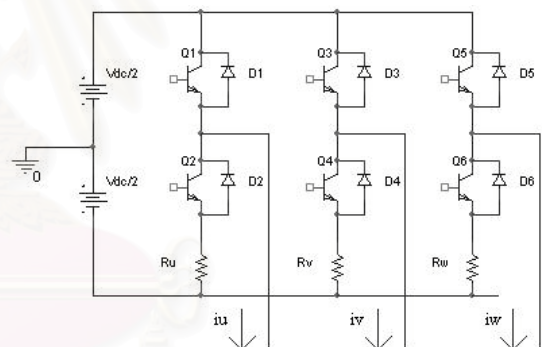 Q1 Q3 Q5
Vdc/2 D1 D3 D5
Q2 Q4 Q6
0 Vdc/2 D2 D4 D6
Ru Rv Rw
iu iv iw